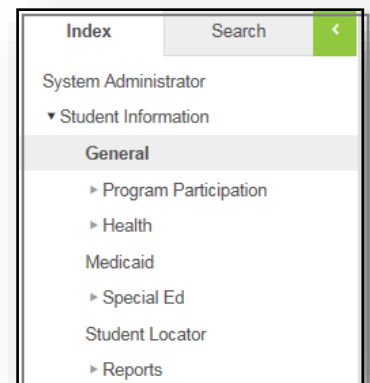 Index Search <
System Administrator
▾ Student Information
General
▸ Program Participation
▸ Health
Medicaid
▸ Special Ed
Student Locator
▸ Reports